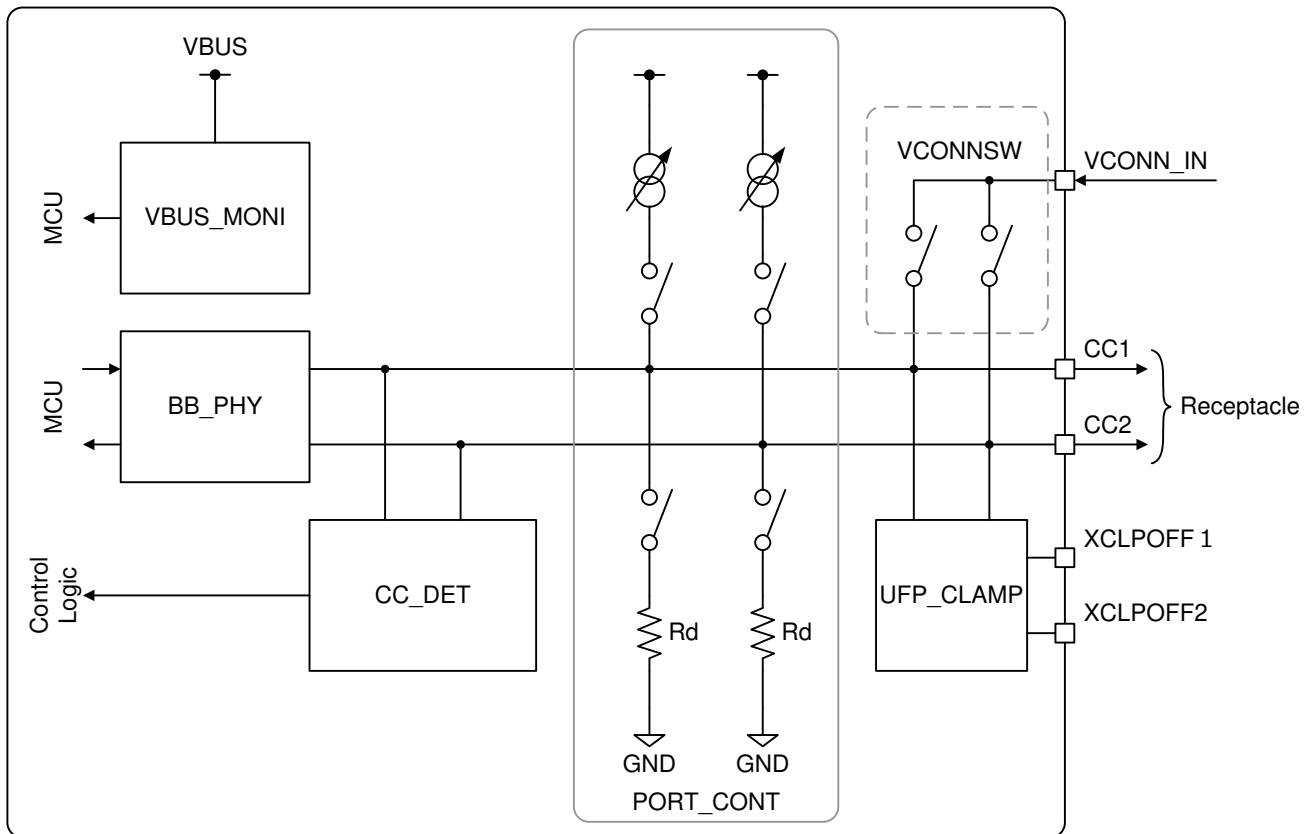 VBUS
VCONNSW
VCONN_IN
MCU
VBUS_MONI
CC1
MCU
BB_PHY
Receptacle
CC2
XCLPOFF 1
Control
Logic
CC_DET
UFP_CLAMP
XCLPOFF2
Rd
Rd
GND
GND
PORT_CONT